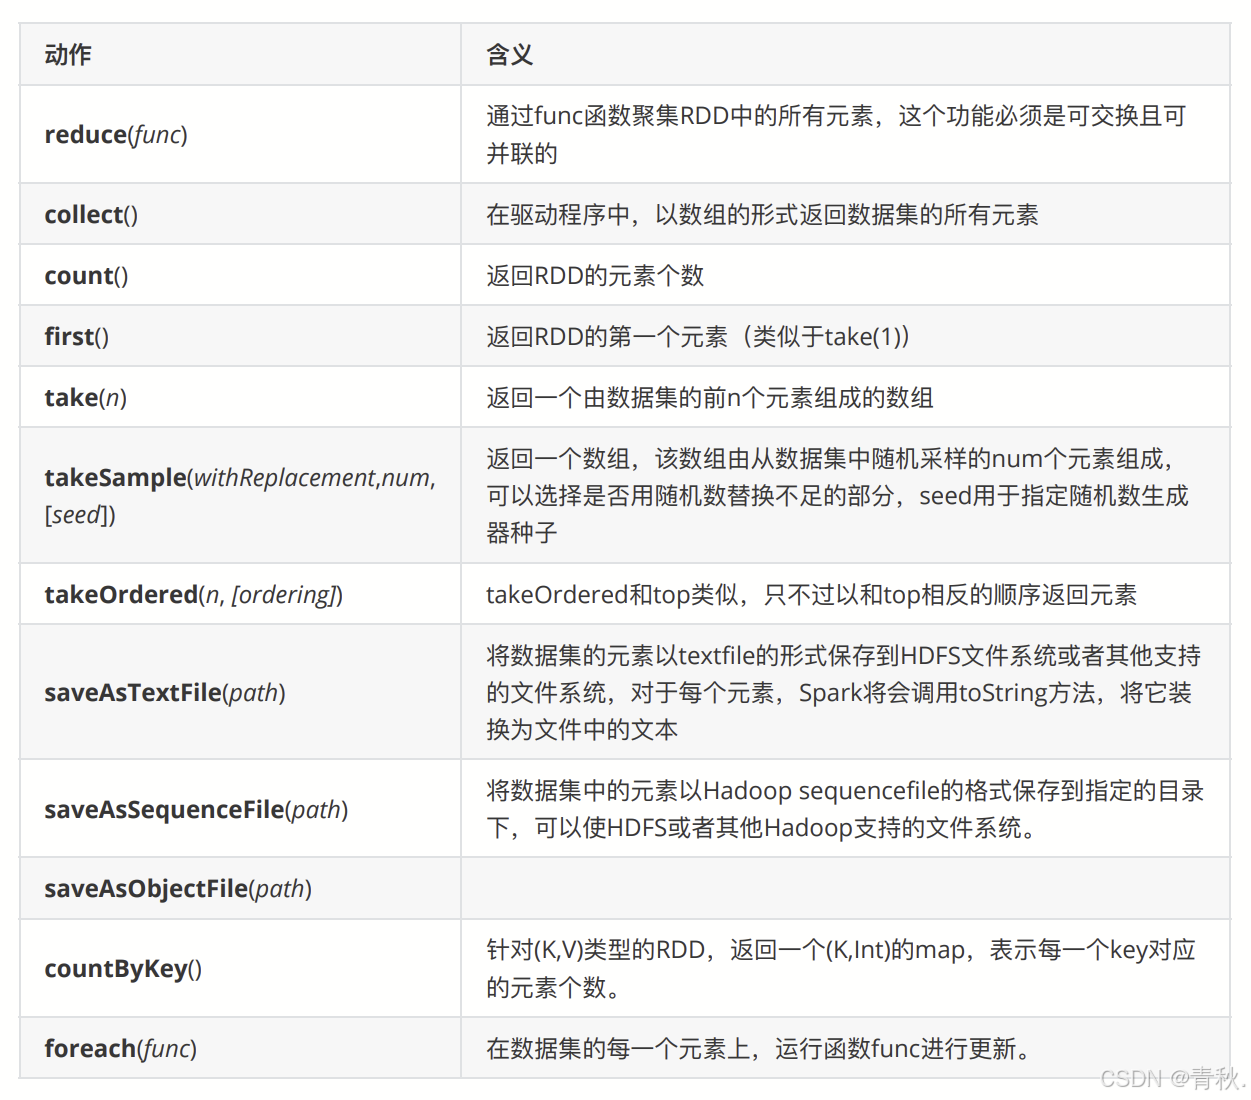 动作 含义
reduce(func) 通过func函数聚集RDD中的所有元素，这个功能必须是可交换且可
并联的
collect() 在驱动程序中，以数组的形式返回数据集的所有元素
count() 返回RDD的元素个数
first() 返回RDD的第一个元素（类似于take(1)）
take(n) 返回一个由数据集的前n个元素组成的数组
takeSample(withReplacement,num,
[seed])
返回一个数组，该数组由从数据集中随机采样的num个元素组成，
可以选择是否用随机数替换不足的部分，seed用于指定随机数生成
器种子
takeOrdered(n, [ordering]) takeOrdered和top类似，只不过以和top相反的顺序返回元素
saveAsTextFile(path) 将数据集的元素以textfile的形式保存到HDFS文件系统或者其他支持
的文件系统，对于每个元素，Spark将会调用toString方法，将它装
换为文件中的文本
saveAsSequenceFile(path) 将数据集中的元素以Hadoop sequencefile的格式保存到指定的目录
下，可以使HDFS或者其他Hadoop支持的文件系统。
saveAsObjectFile(path)
countByKey() 针对(K,V)类型的RDD，返回一个(K,Int)的map，表示每一个key对应
的元素个数。
foreach(func) 在数据集的每一个元素上，运行函数func进行更新。
CSDN @青秋.